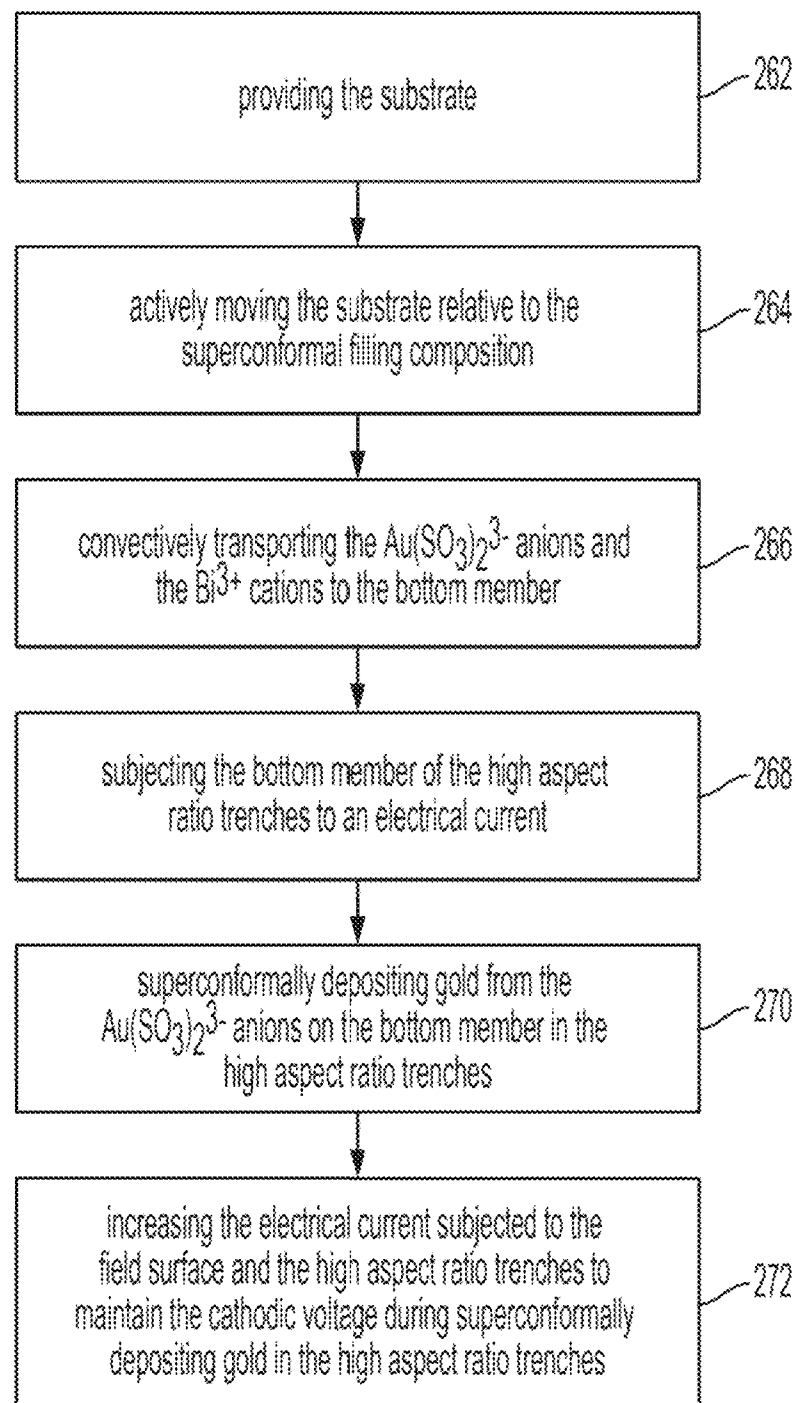 providing the substrate
262
actively moving the substrate relative to the
superconformal filling composition
264
convectively transporting the Au(SO3)2^3- anions and
the Bi^3+ cations to the bottom member
266
subjecting the bottom member of the high aspect
ratio trenches to an electrical current
268
superconformally depositing gold from the
Au(SO3)2^3- anions on the bottom member in the
high aspect ratio trenches
270
increasing the electrical current subjected to the
field surface and the high aspect ratio trenches to
maintain the cathodic voltage during superconformally
depositing gold in the high aspect ratio trenches
272